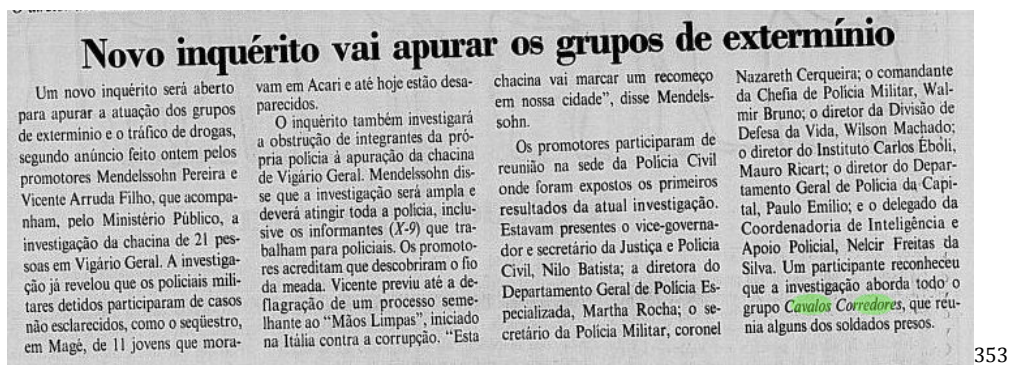 Novo inquérito vai apurar os grupos de extermínio
Um novo inquérito será aberto
para apurar a atuação dos grupos
de extermínio e o tráfico de drogas,
segundo anúncio feito ontem pelos
promotores Mendelssohn Pereira e
Vicente Arruda Filho, que acompa-
nham, pelo Ministério Público, a
investigação da chacina de 21 pes-
soas em Vigário Geral. A investiga-
ção já revelou que os policiais mili-
tares detidos participaram de casos
não esclarecidos, como o seqüestro,
em Magé, de 11 jovens que mora-
vam em Acari e até hoje estão desa-
parecidos.
O inquérito também investigará
a obstrução de integrantes da pró-
pria polícia à apuração da chacina
de Vigário Geral. Mendelssohn dis-
se que a investigação será ampla e
deverá atingir toda a polícia, inclu-
sive os informantes (X-9) que tra-
balham para policiais. Os promoto-
res acreditam que descobriram o fio
da meada. Vicente previu até a de-
flagração de um processo seme-
lhante ao “Mãos Limpas”, iniciado
na Itália contra a corrupção. “Esta
chacina vai marcar um recomeço
em nossa cidade”, disse Mendels-
sohn.
Os promotores participaram de
reunião na sede da Polícia Civil
onde foram expostos os primeiros
resultados da atual investigação.
Estavam presentes o vice-governa-
dor e secretário da Justiça e Polícia
Civil, Nilo Batista; a diretora do
Departamento Geral de Polícia Es-
pecializada, Martha Rocha; o se-
cretário da Polícia Militar, coronel
Nazareth Cerqueira; o comandante
da Chefia de Polícia Militar, Wal-
mir Bruno; o diretor da Divisão de
Defesa da Vida, Wilson Machado;
o diretor do Instituto Carlos Éboli,
Mauro Ricart; o diretor do Depar-
tamento Geral de Polícia da Capi-
tal, Paulo Emílio; e o delegado da
Coordenadoria de Inteligência e
Apoio Policial, Nelcir Freitas da
Silva. Um participante reconheceu
que a investigação aborda todo o
grupo Cavalos Corredores, que reu-
nia alguns dos soldados presos.
353